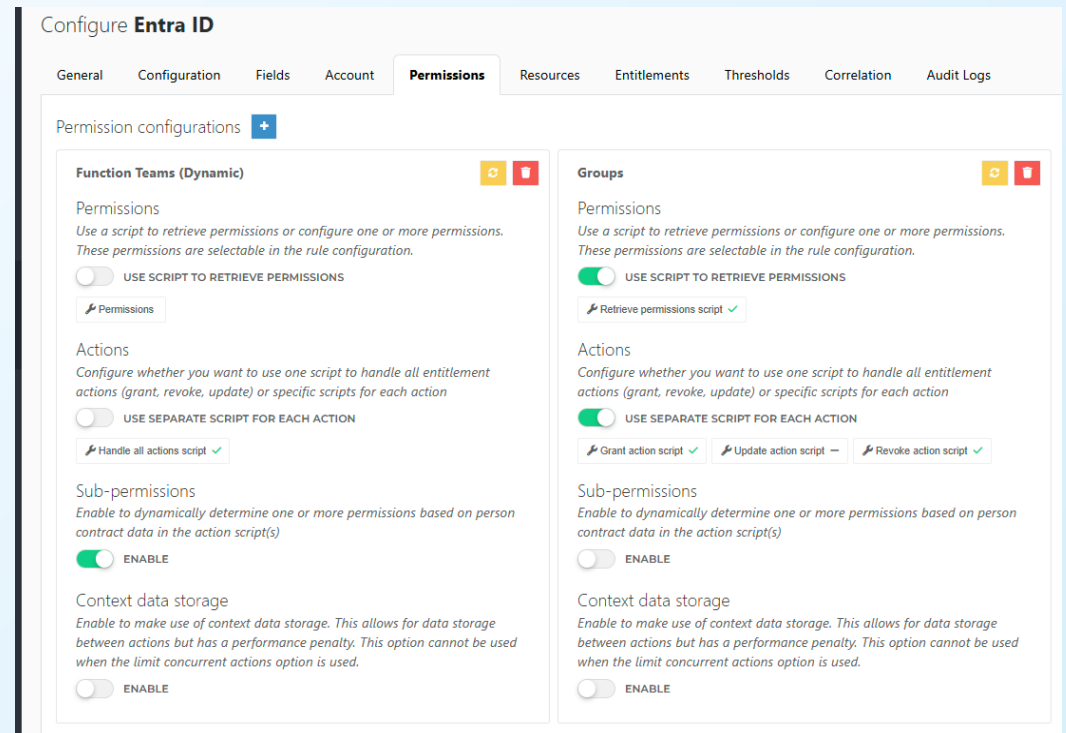 Configure Entra ID
General Configuration Fields Account Permissions Resources Entitlements Thresholds Correlation Audit Logs
Permission configurations +
Function Teams (Dynamic)
Permissions
Use a script to retrieve permissions or configure one or more permissions.
These permissions are selectable in the rule configuration.
USE SCRIPT TO RETRIEVE PERMISSIONS
Permissions
Actions
Configure whether you want to use one script to handle all entitlement
actions (grant, revoke, update) or specific scripts for each action
USE SEPARATE SCRIPT FOR EACH ACTION
Handle all actions script
Sub-permissions
Enable to dynamically determine one or more permissions based on person
contract data in the action script(s)
ENABLE
Context data storage
Enable to make use of context data storage. This allows for data storage
between actions but has a performance penalty. This option cannot be used
when the limit concurrent actions option is used.
ENABLE
Groups
Permissions
Use a script to retrieve permissions or configure one or more permissions.
These permissions are selectable in the rule configuration.
USE SCRIPT TO RETRIEVE PERMISSIONS
Retrieve permissions script
Actions
Configure whether you want to use one script to handle all entitlement
actions (grant, revoke, update) or specific scripts for each action
USE SEPARATE SCRIPT FOR EACH ACTION
Grant action script Update action script Revoke action script
Sub-permissions
Enable to dynamically determine one or more permissions based on person
contract data in the action script(s)
ENABLE
Context data storage
Enable to make use of context data storage. This allows for data storage
between actions but has a performance penalty. This option cannot be used
when the limit concurrent actions option is used.
ENABLE